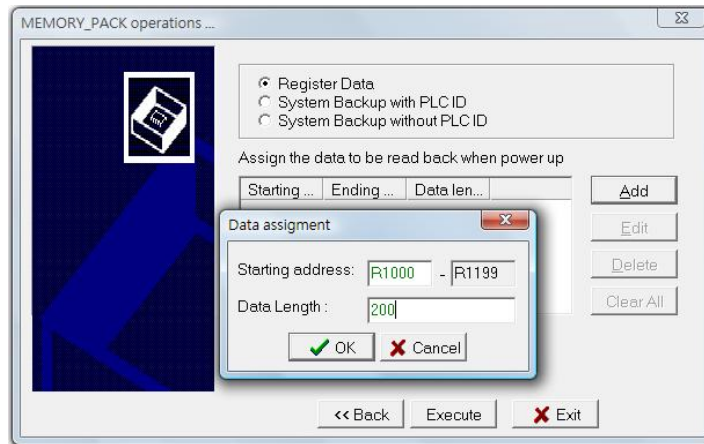 MEMORY_PACK operations ...
Register Data
System Backup with PLC ID
System Backup without PLC ID
Assign the data to be read back when power up
Starting ... Ending ... Data len...
Add
Data assigment
Edit
Starting address: R1000 - R1199
Delete
Data Length : 200
Clear All
OK Cancel
<< Back Execute Exit